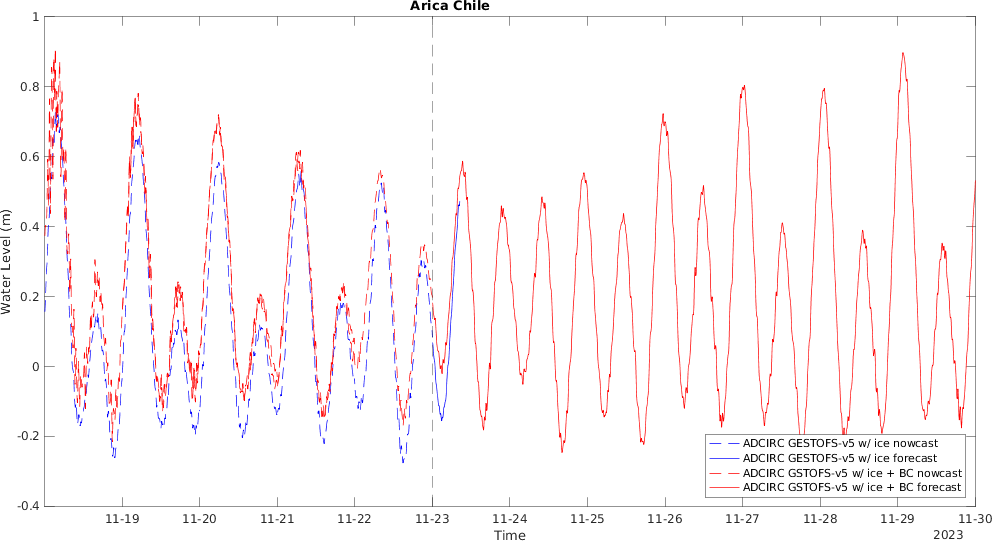 Arica Chile
1
0.8
0.6
0.4
0.2
0
-0.2
-0.4
Water Level (m)
ADCIRC GESTOFS-v5 w/ ice nowcast
ADCIRC GESTOFS-v5 w/ ice forecast
ADCIRC GSTOFS-v5 w/ ice + BC nowcast
ADCIRC GSTOFS-v5 w/ ice + BC forecast
11-19 11-20 11-21 11-22 11-23 11-24 11-25 11-26 11-27 11-28 11-29 11-30
Time
2023